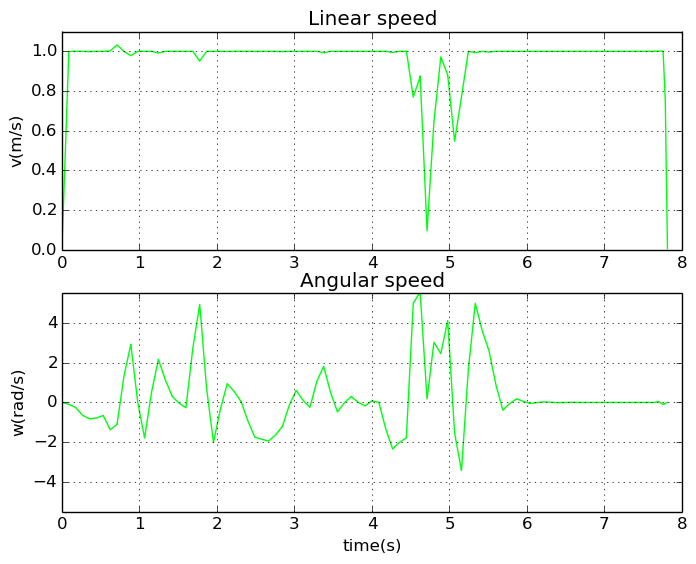 Linear speed
v(m/s)
1.0
0.8
0.6
0.4
0.2
0.0
0 1 2 3 4 5 6 7 8
Angular speed
w(rad/s)
4
2
0
−2
−4
0 1 2 3 4 5 6 7 8
time(s)